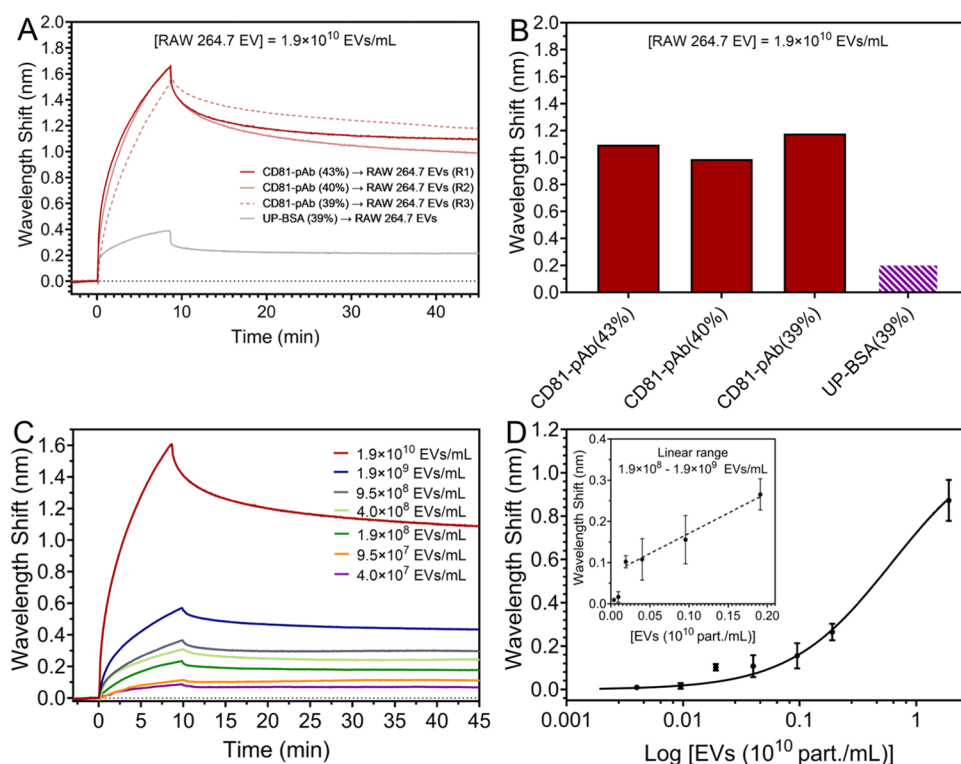 A
[RAW 264.7 EV] = 1.9×10¹⁰ EVs/mL
Wavelength Shift (nm)
2.0
1.8
1.6
1.4
1.2
1.0
0.8
0.6
0.4
0.2
0.0
CD81-pAb (43%) → RAW 264.7 EVs (R1)
CD81-pAb (40%) → RAW 264.7 EVs (R2)
CD81-pAb (39%) → RAW 264.7 EVs (R3)
UP-BSA (39%) → RAW 264.7 EVs
0 10 20 30 40
Time (min)
B
[RAW 264.7 EV] = 1.9×10¹⁰ EVs/mL
Wavelength Shift (nm)
2.0
1.8
1.6
1.4
1.2
1.0
0.8
0.6
0.4
0.2
0.0
CD81-pAb(43%)
CD81-pAb(40%)
CD81-pAb(39%)
UP-BSA(39%)
C
Wavelength Shift (nm)
1.6
1.4
1.2
1.0
0.8
0.6
0.4
0.2
0.0
1.9×10¹⁰ EVs/mL
1.9×10⁹ EVs/mL
9.5×10⁸ EVs/mL
4.0×10⁸ EVs/mL
1.9×10⁸ EVs/mL
9.5×10⁷ EVs/mL
4.0×10⁷ EVs/mL
0 5 10 15 20 25 30 35 40 45
Time (min)
D
Wavelength Shift (nm)
1.2
1.0
0.8
0.6
0.4
0.2
0.0
Linear range
1.9×10⁸ - 1.9×10⁹ EVs/mL
Wavelength Shift (nm)
0.4
0.3
0.2
0.1
0.0
0.00 0.05 0.10 0.15 0.20
[EVs (10¹⁰ part./mL)]
0.001 0.01 0.1 1
Log [EVs (10¹⁰ part./mL)]